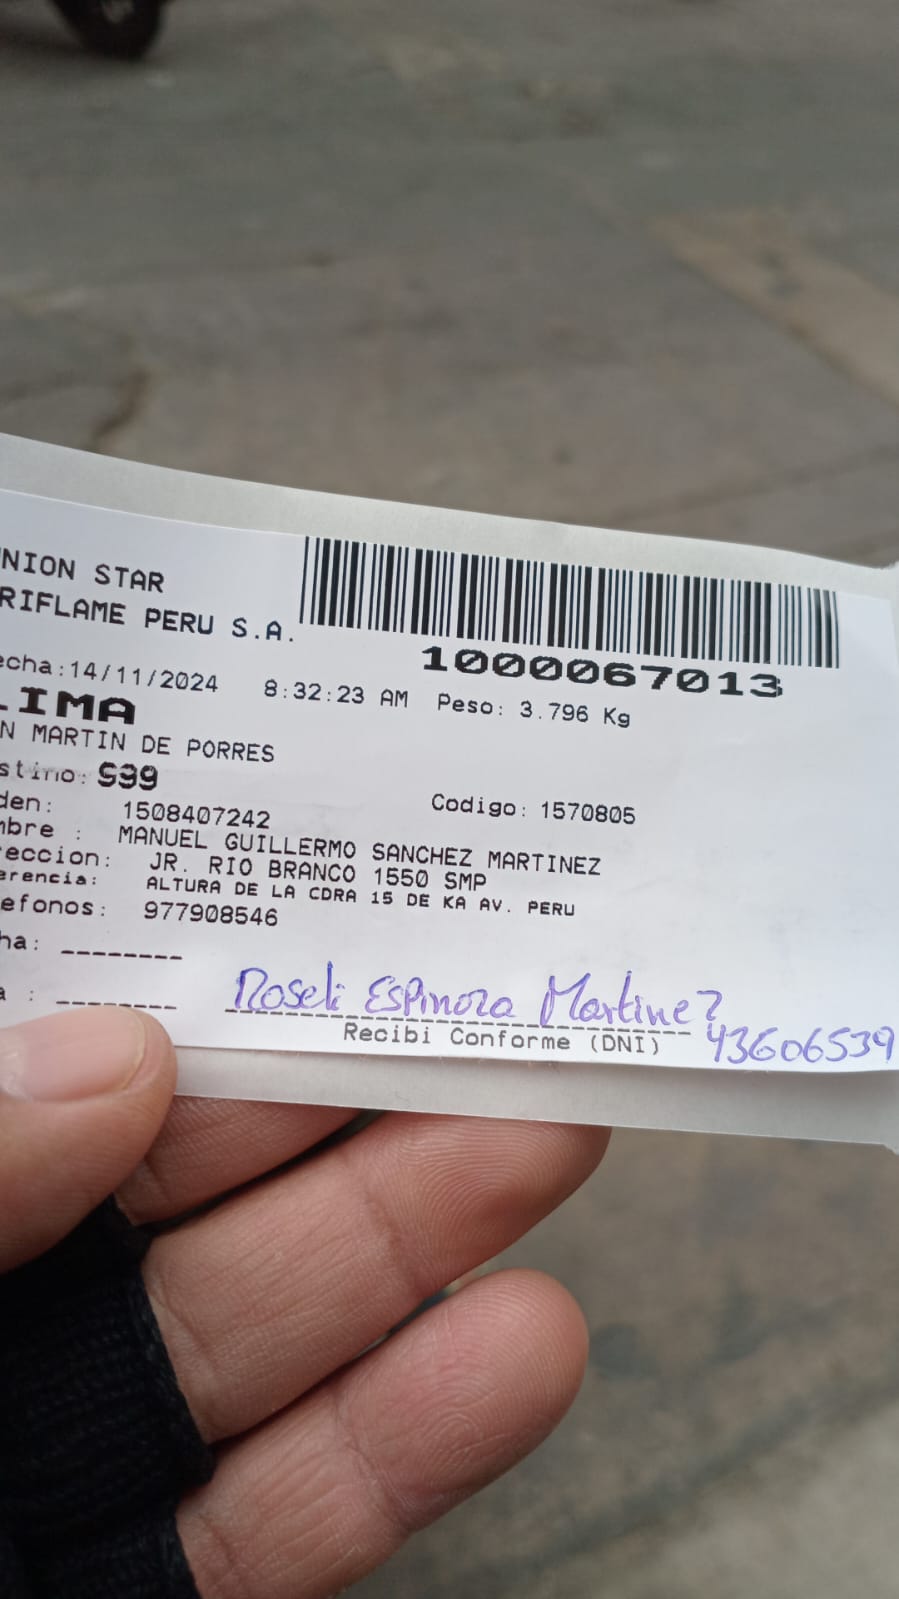 NION STAR
RIFLAME PERU S.A.
1000067013
echa:14/11/2024 8:32:23 AM Peso: 3.796 Kg
LIMA
N MARTIN DE PORRES
stino: S99
Codigo: 1570805
den: 1508407242
mbre : MANUEL GUILLERMO SANCHEZ MARTINEZ
reccion: JR. RIO BRANCO 1550 SMP
erencia: ALTURA DE LA CDRA 15 DE KA AV. PERU
efonos: 977908546
ha: ________
a : ________
Roseli Espinoza Martinez
43606539
Recibi Conforme (DNI)